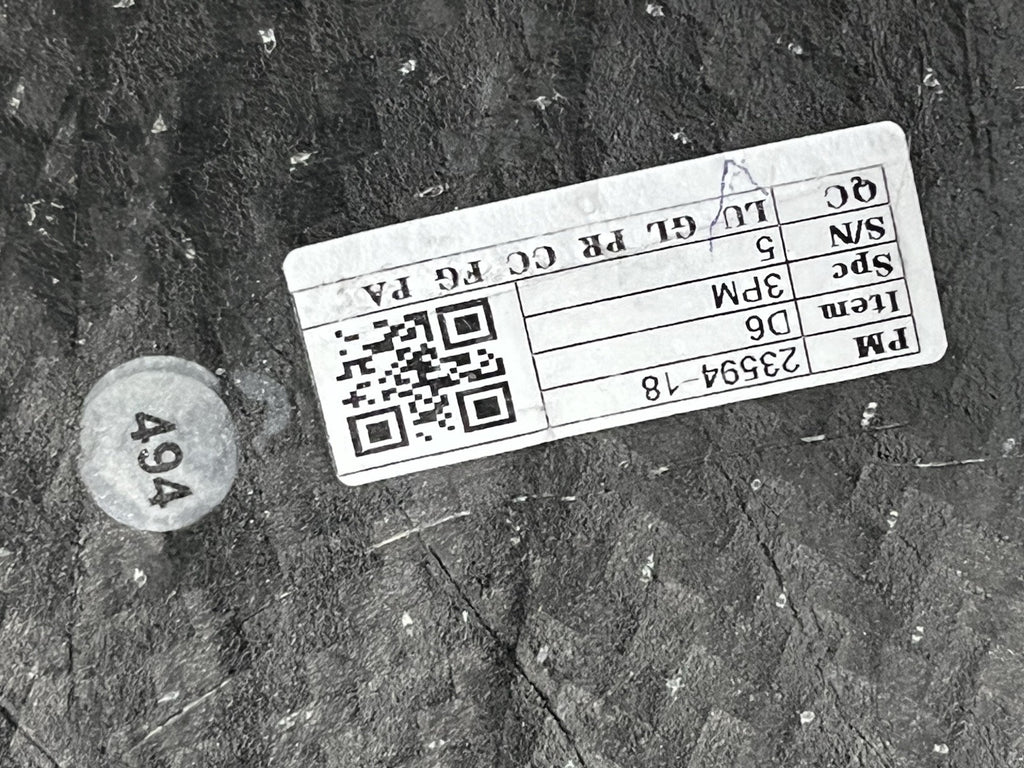 PM 23594-18
Item D6
Spc 3PM
S/N 5
QC LU GL PR CC FG PA
494